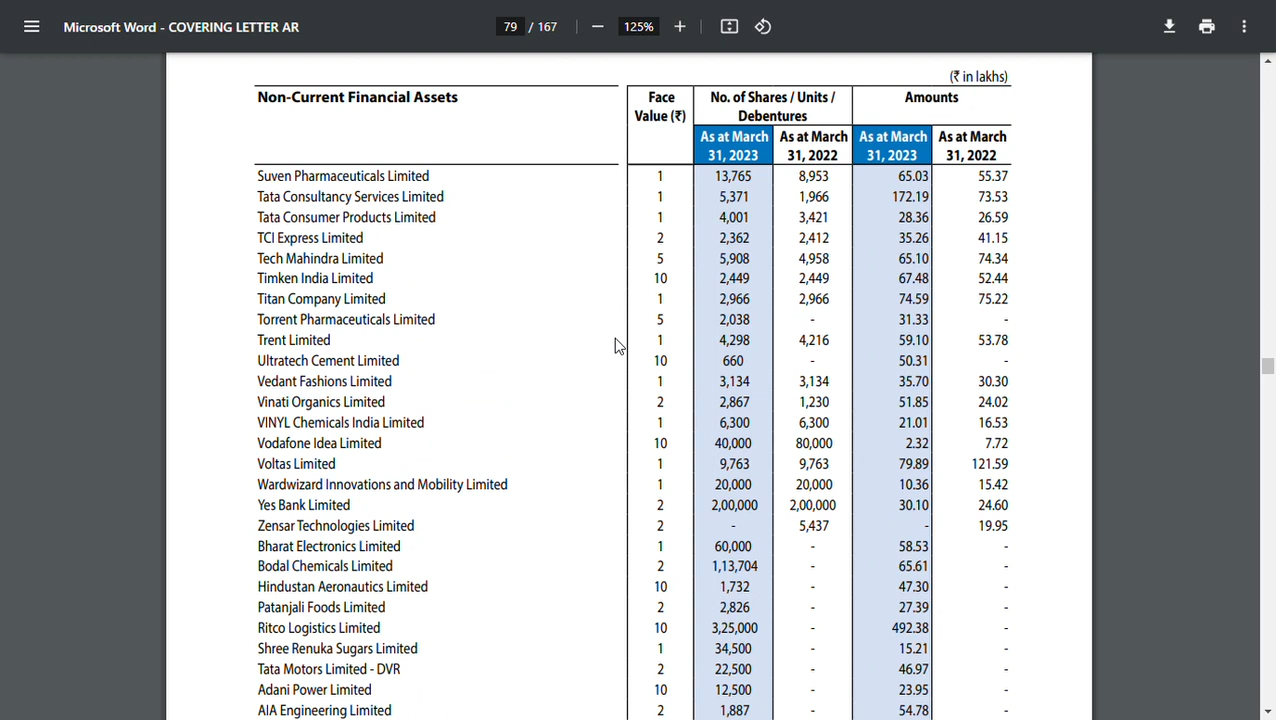 Microsoft Word - COVERING LETTER AR
79 / 167
125%
(₹ in lakhs)
Non-Current Financial Assets Face Value (₹) No. of Shares / Units / Debentures Amounts
As at March 31, 2023 As at March 31, 2022 As at March 31, 2023 As at March 31, 2022
Suven Pharmaceuticals Limited 1 13,765 8,953 65.03 55.37
Tata Consultancy Services Limited 1 5,371 1,966 172.19 73.53
Tata Consumer Products Limited 1 4,001 3,421 28.36 26.59
TCI Express Limited 2 2,362 2,412 35.26 41.15
Tech Mahindra Limited 5 5,908 4,958 65.10 74.34
Timken India Limited 10 2,449 2,449 67.48 52.44
Titan Company Limited 1 2,966 2,966 74.59 75.22
Torrent Pharmaceuticals Limited 5 2,038 - 31.33 -
Trent Limited 1 4,298 4,216 59.10 53.78
Ultratech Cement Limited 10 660 - 50.31 -
Vedant Fashions Limited 1 3,134 3,134 35.70 30.30
Vinati Organics Limited 2 2,867 1,230 51.85 24.02
VINYL Chemicals India Limited 1 6,300 6,300 21.01 16.53
Vodafone Idea Limited 10 40,000 80,000 2.32 7.72
Voltas Limited 1 9,763 9,763 79.89 121.59
Wardwizard Innovations and Mobility Limited 1 20,000 20,000 10.36 15.42
Yes Bank Limited 2 2,00,000 2,00,000 30.10 24.60
Zensar Technologies Limited 2 - 5,437 - 19.95
Bharat Electronics Limited 1 60,000 - 58.53 -
Bodal Chemicals Limited 2 1,13,704 - 65.61 -
Hindustan Aeronautics Limited 10 1,732 - 47.30 -
Patanjali Foods Limited 2 2,826 - 27.39 -
Ritco Logistics Limited 10 3,25,000 - 492.38 -
Shree Renuka Sugars Limited 1 34,500 - 15.21 -
Tata Motors Limited - DVR 2 22,500 - 46.97 -
Adani Power Limited 10 12,500 - 23.95 -
AIA Engineering Limited 2 1,887 - 54.78 -